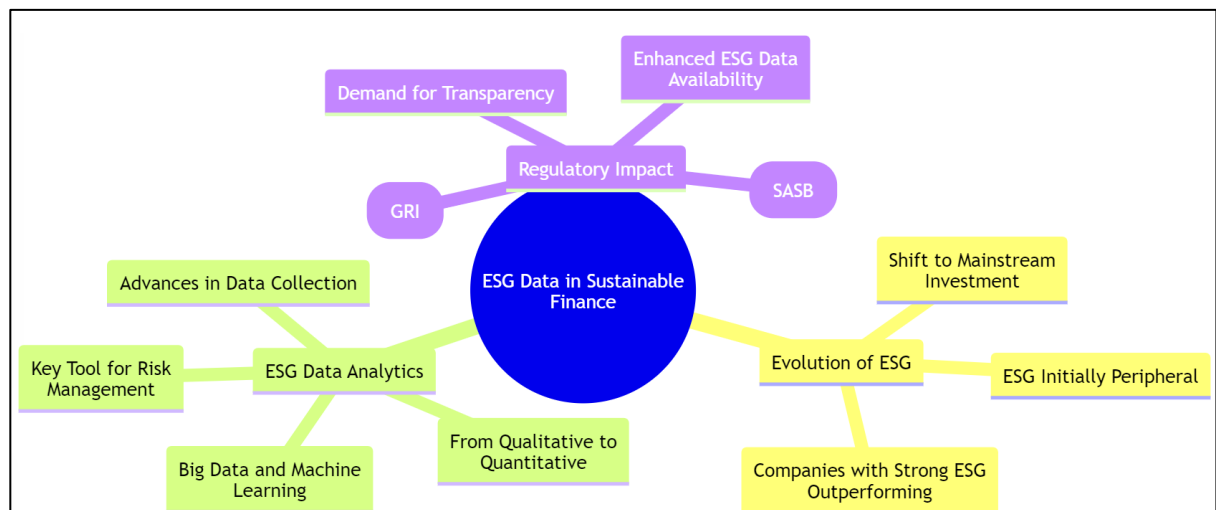 Enhanced ESG Data
Availability
Demand for Transparency
Regulatory Impact
GRI
SASB
ESG Data in Sustainable
Finance
Advances in Data Collection
Key Tool for Risk
Management
ESG Data Analytics
Big Data and Machine
Learning
From Qualitative to
Quantitative
Shift to Mainstream
Investment
Evolution of ESG
ESG Initially Peripheral
Companies with Strong ESG
Outperforming